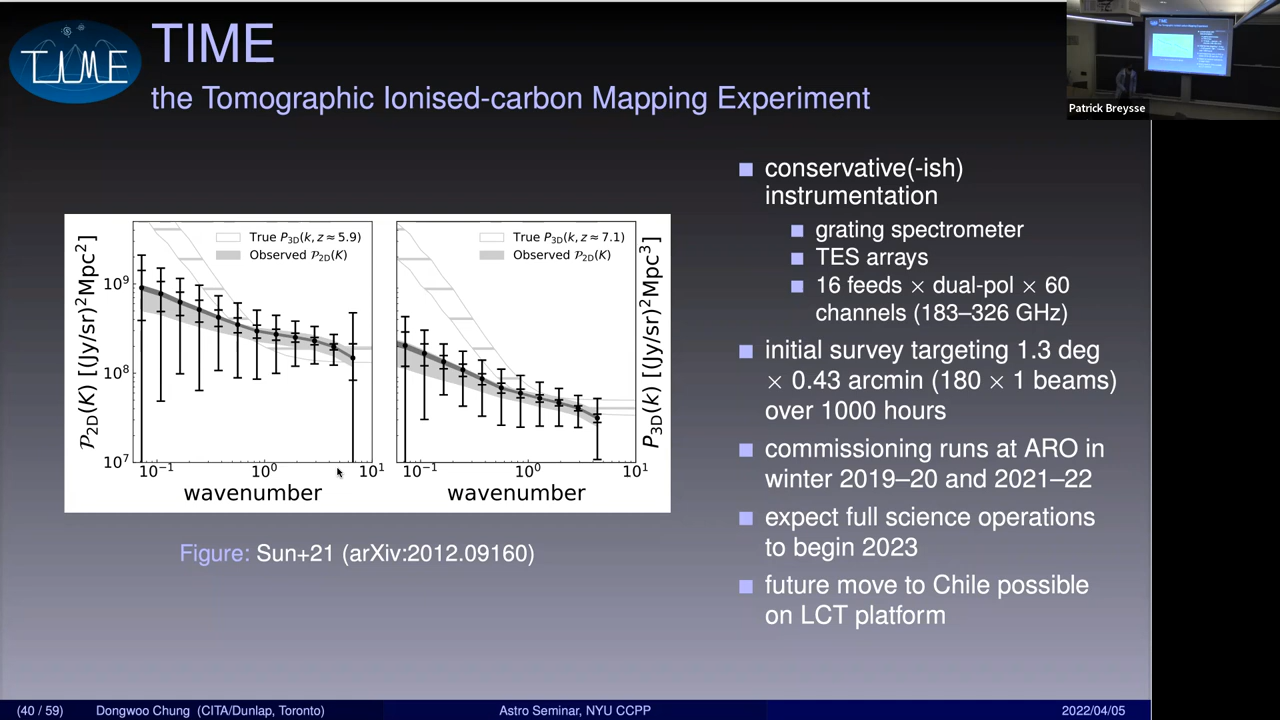 TIME
TIME
the Tomographic Ionised-carbon Mapping Experiment
Patrick Breysse
True P3D(k, z ≈ 5.9)
Observed 𝒫2D(K)
True P3D(k, z ≈ 7.1)
Observed 𝒫2D(K)
𝒫2D(K) [(Jy/sr)²Mpc²]
P3D(k) [(Jy/sr)²Mpc³]
10⁹
10⁸
10⁷
10⁻¹
10⁰
10¹
10⁻¹
10⁰
10¹
wavenumber
wavenumber
Figure: Sun+21 (arXiv:2012.09160)
conservative(-ish)
instrumentation
grating spectrometer
TES arrays
16 feeds × dual-pol × 60
channels (183–326 GHz)
initial survey targeting 1.3 deg
× 0.43 arcmin (180 × 1 beams)
over 1000 hours
commissioning runs at ARO in
winter 2019–20 and 2021–22
expect full science operations
to begin 2023
future move to Chile possible
on LCT platform
(40 / 59)
Dongwoo Chung (CITA/Dunlap, Toronto)
Astro Seminar, NYU CCPP
2022/04/05